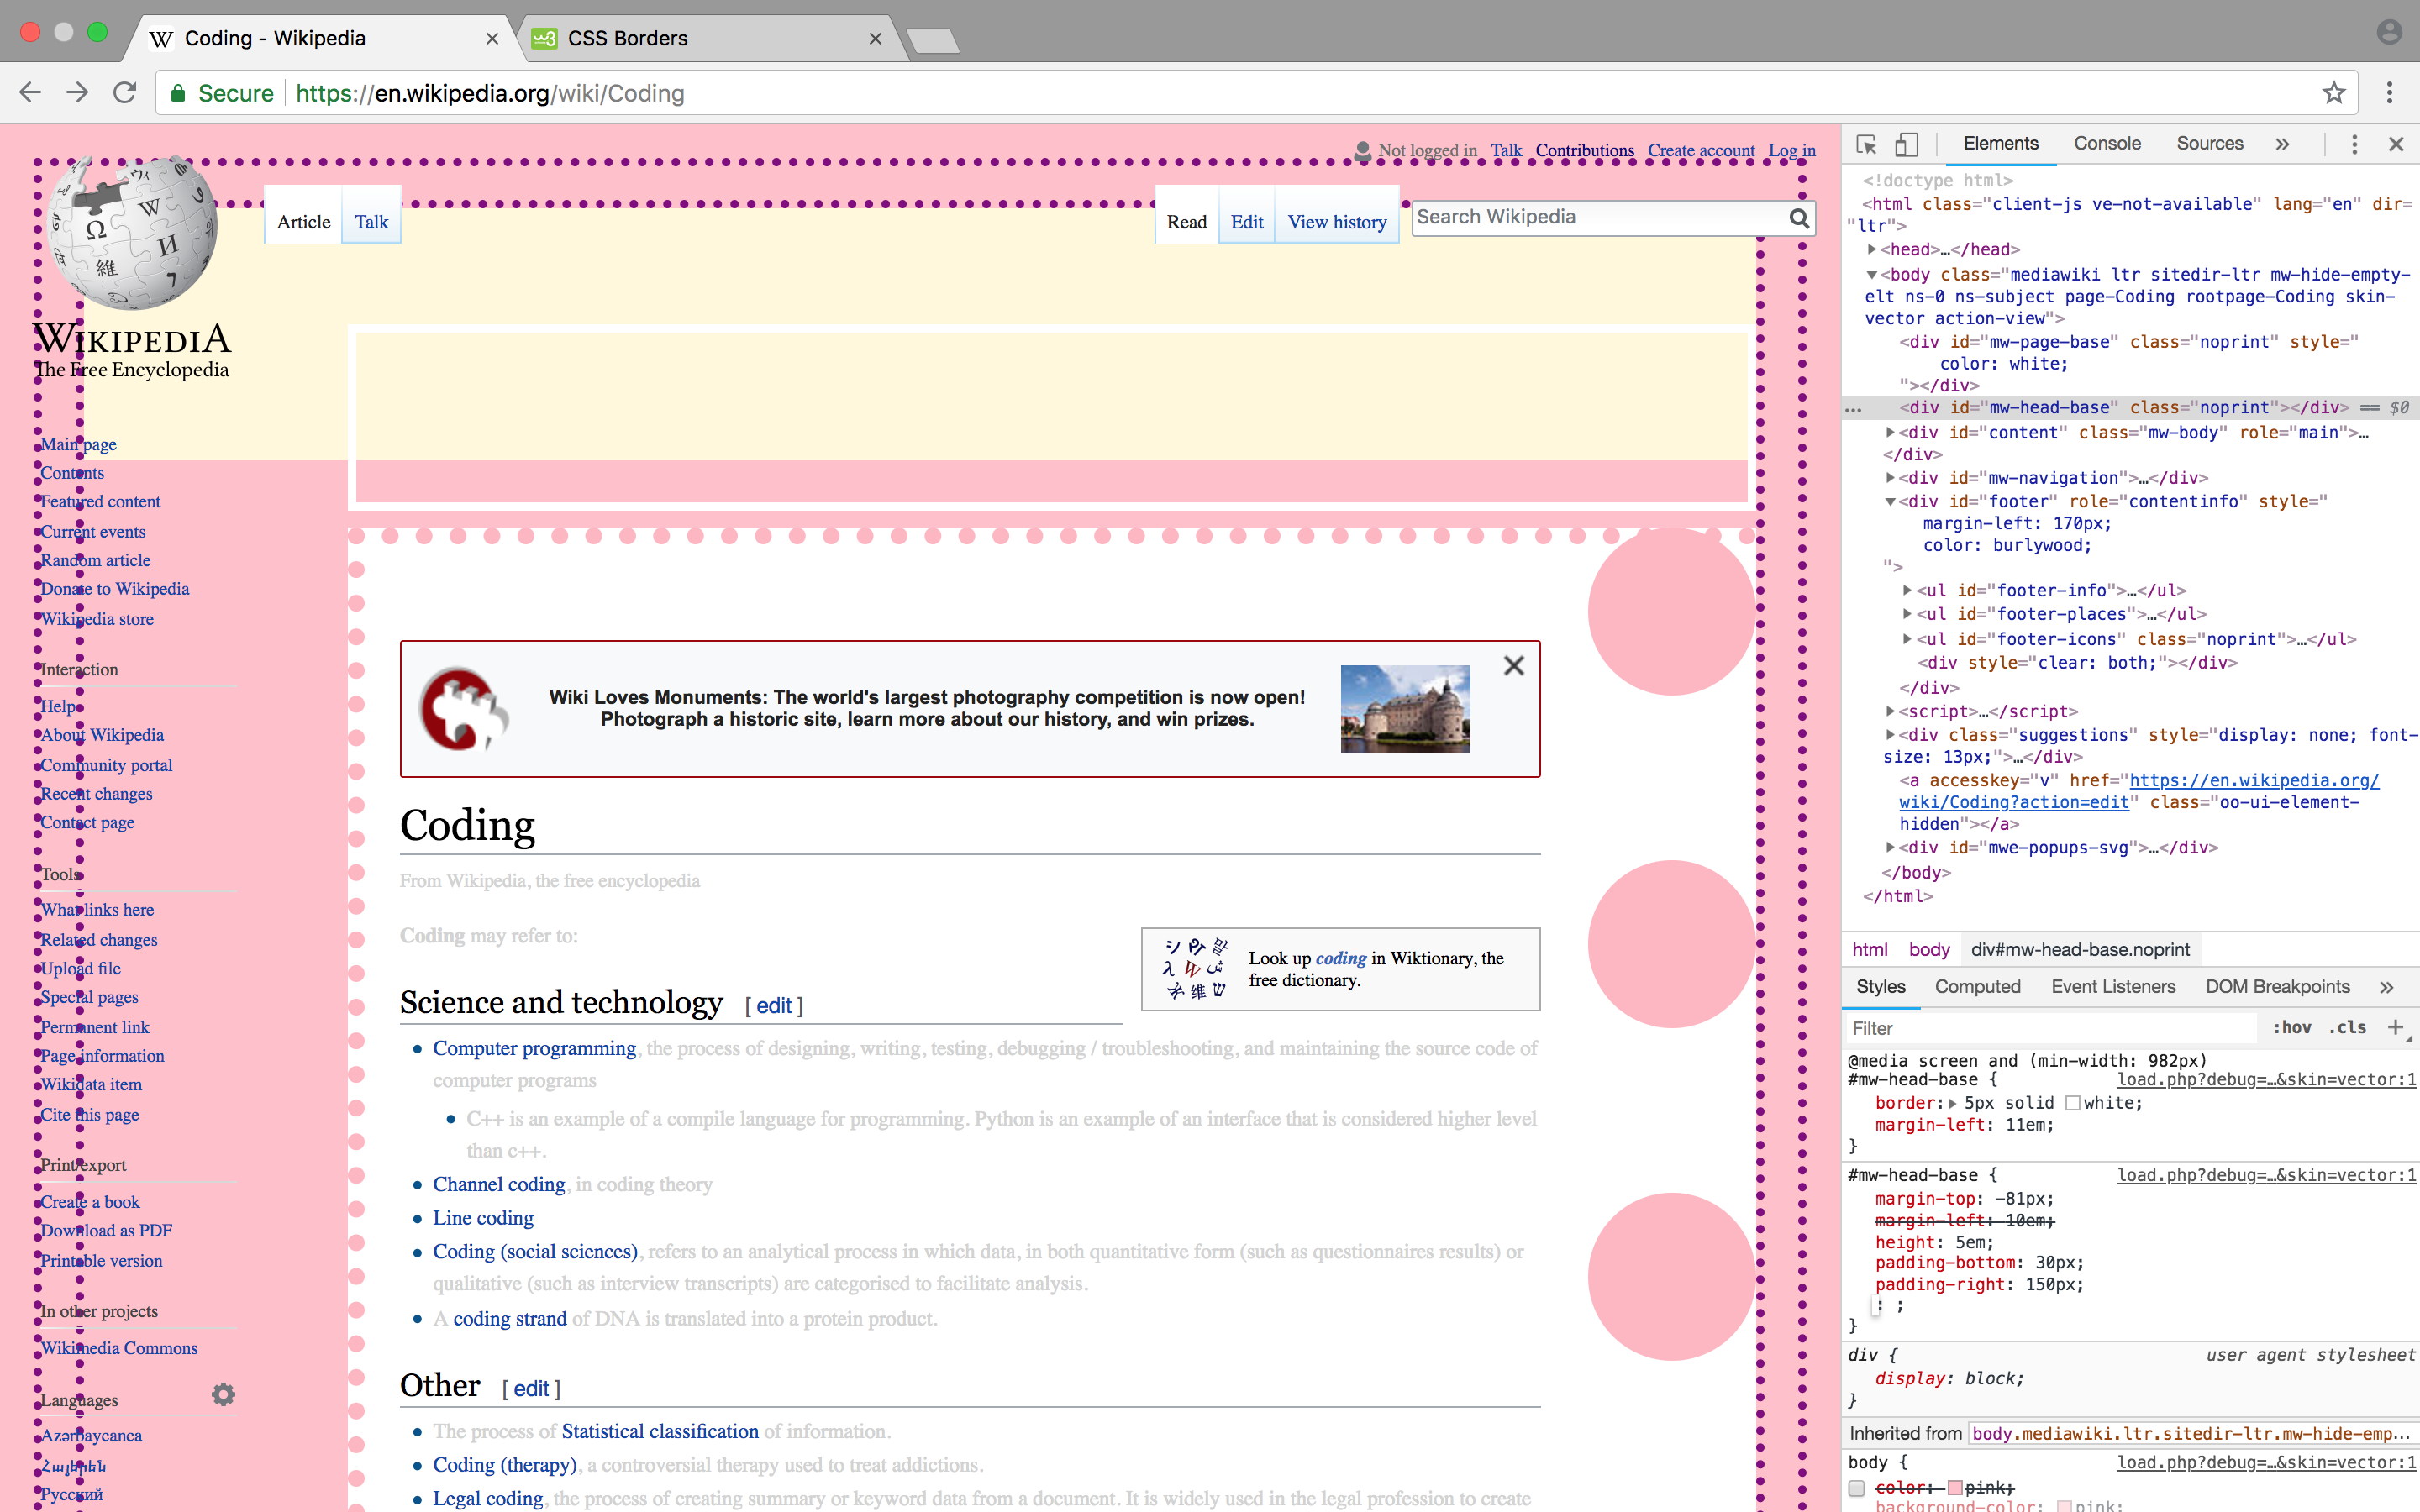 Coding - Wikipedia
CSS Borders
Secure
https://en.wikipedia.org/wiki/Coding
Not logged in Talk Contributions Create account Log in
Article Talk
Read Edit View history
Search Wikipedia
WIKIPEDIA
The Free Encyclopedia
Main page
Contents
Featured content
Current events
Random article
Donate to Wikipedia
Wikipedia store
Interaction
Help
About Wikipedia
Community portal
Recent changes
Contact page
Tools
What links here
Related changes
Upload file
Special pages
Permanent link
Page information
Wikidata item
Cite this page
Print/export
Create a book
Download as PDF
Printable version
In other projects
Wikimedia Commons
Languages
Azərbaycanca
Հայերեն
Русский
Wiki Loves Monuments: The world's largest photography competition is now open!
Photograph a historic site, learn more about our history, and win prizes.
Coding
From Wikipedia, the free encyclopedia
Coding may refer to:
Look up coding in Wiktionary, the
free dictionary.
Science and technology [ edit ]
Computer programming, the process of designing, writing, testing, debugging / troubleshooting, and maintaining the source code of
computer programs
C++ is an example of a compile language for programming. Python is an example of an interface that is considered higher level
than c++.
Channel coding, in coding theory
Line coding
Coding (social sciences), refers to an analytical process in which data, in both quantitative form (such as questionnaires results) or
qualitative (such as interview transcripts) are categorised to facilitate analysis.
A coding strand of DNA is translated into a protein product.
Other [ edit ]
The process of Statistical classification of information.
Coding (therapy), a controversial therapy used to treat addictions.
Legal coding, the process of creating summary or keyword data from a document. It is widely used in the legal profession to create
Elements Console Sources »
<!doctype html>
<html class="client-js ve-not-available" lang="en" dir=
"ltr">
<head>…</head>
<body class="mediawiki ltr sitedir-ltr mw-hide-empty-
elt ns-0 ns-subject page-Coding rootpage-Coding skin-
vector action-view">
<div id="mw-page-base" class="noprint" style="
color: white;
"></div>
… <div id="mw-head-base" class="noprint"></div> == $0
<div id="content" class="mw-body" role="main">…
</div>
<div id="mw-navigation">…</div>
<div id="footer" role="contentinfo" style="
margin-left: 170px;
color: burlywood;
">
<ul id="footer-info">…</ul>
<ul id="footer-places">…</ul>
<ul id="footer-icons" class="noprint">…</ul>
<div style="clear: both;"></div>
</div>
<script>…</script>
<div class="suggestions" style="display: none; font-
size: 13px;">…</div>
<a accesskey="v" href="https://en.wikipedia.org/
wiki/Coding?action=edit" class="oo-ui-element-
hidden"></a>
<div id="mwe-popups-svg">…</div>
</body>
</html>
html body div#mw-head-base.noprint
Styles Computed Event Listeners DOM Breakpoints »
Filter :hov .cls +
@media screen and (min-width: 982px)
#mw-head-base { load.php?debug=…&skin=vector:1
border: 5px solid white;
margin-left: 11em;
}
#mw-head-base { load.php?debug=…&skin=vector:1
margin-top: -81px;
margin-left: 10em;
height: 5em;
padding-bottom: 30px;
padding-right: 150px;
: ;
}
div { user agent stylesheet
display: block;
}
Inherited from body.mediawiki.ltr.sitedir-ltr.mw-hide-emp…
body { load.php?debug=…&skin=vector:1
color: pink;
background-color: pink;